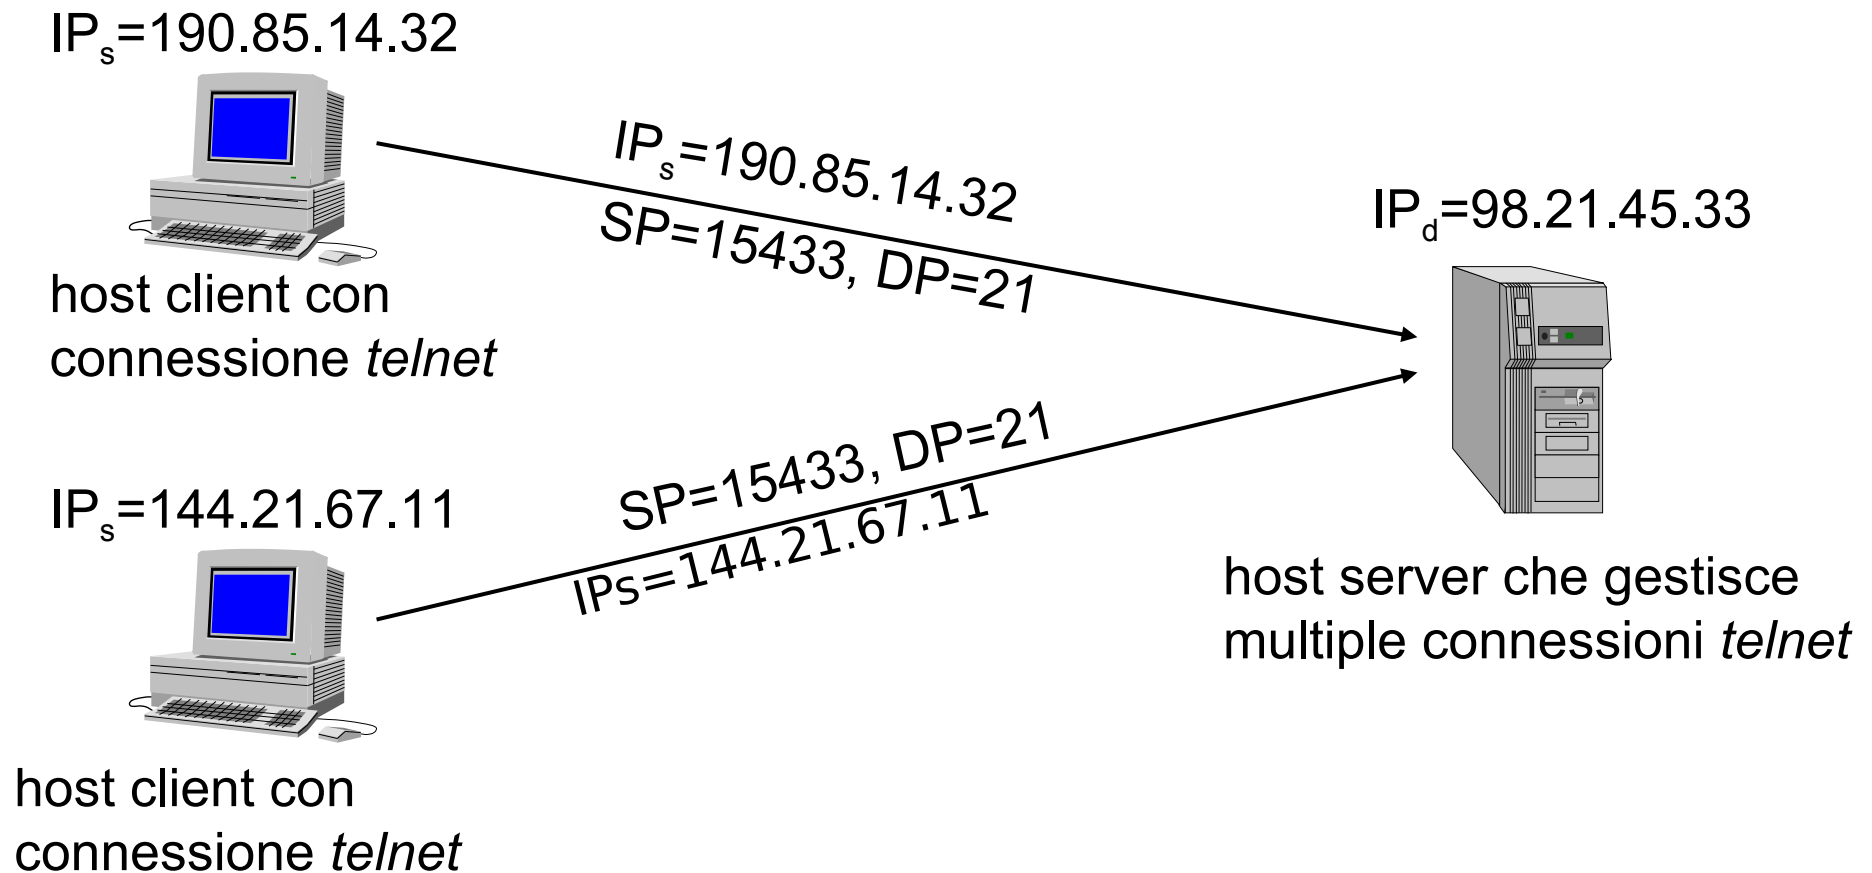 IPs=190.85.14.32
host client con
connessione telnet
IPs=190.85.14.32
SP=15433, DP=21
IPd=98.21.45.33
host server che gestisce
multiple connessioni telnet
SP=15433, DP=21
IPs=144.21.67.11
IPs=144.21.67.11
host client con
connessione telnet